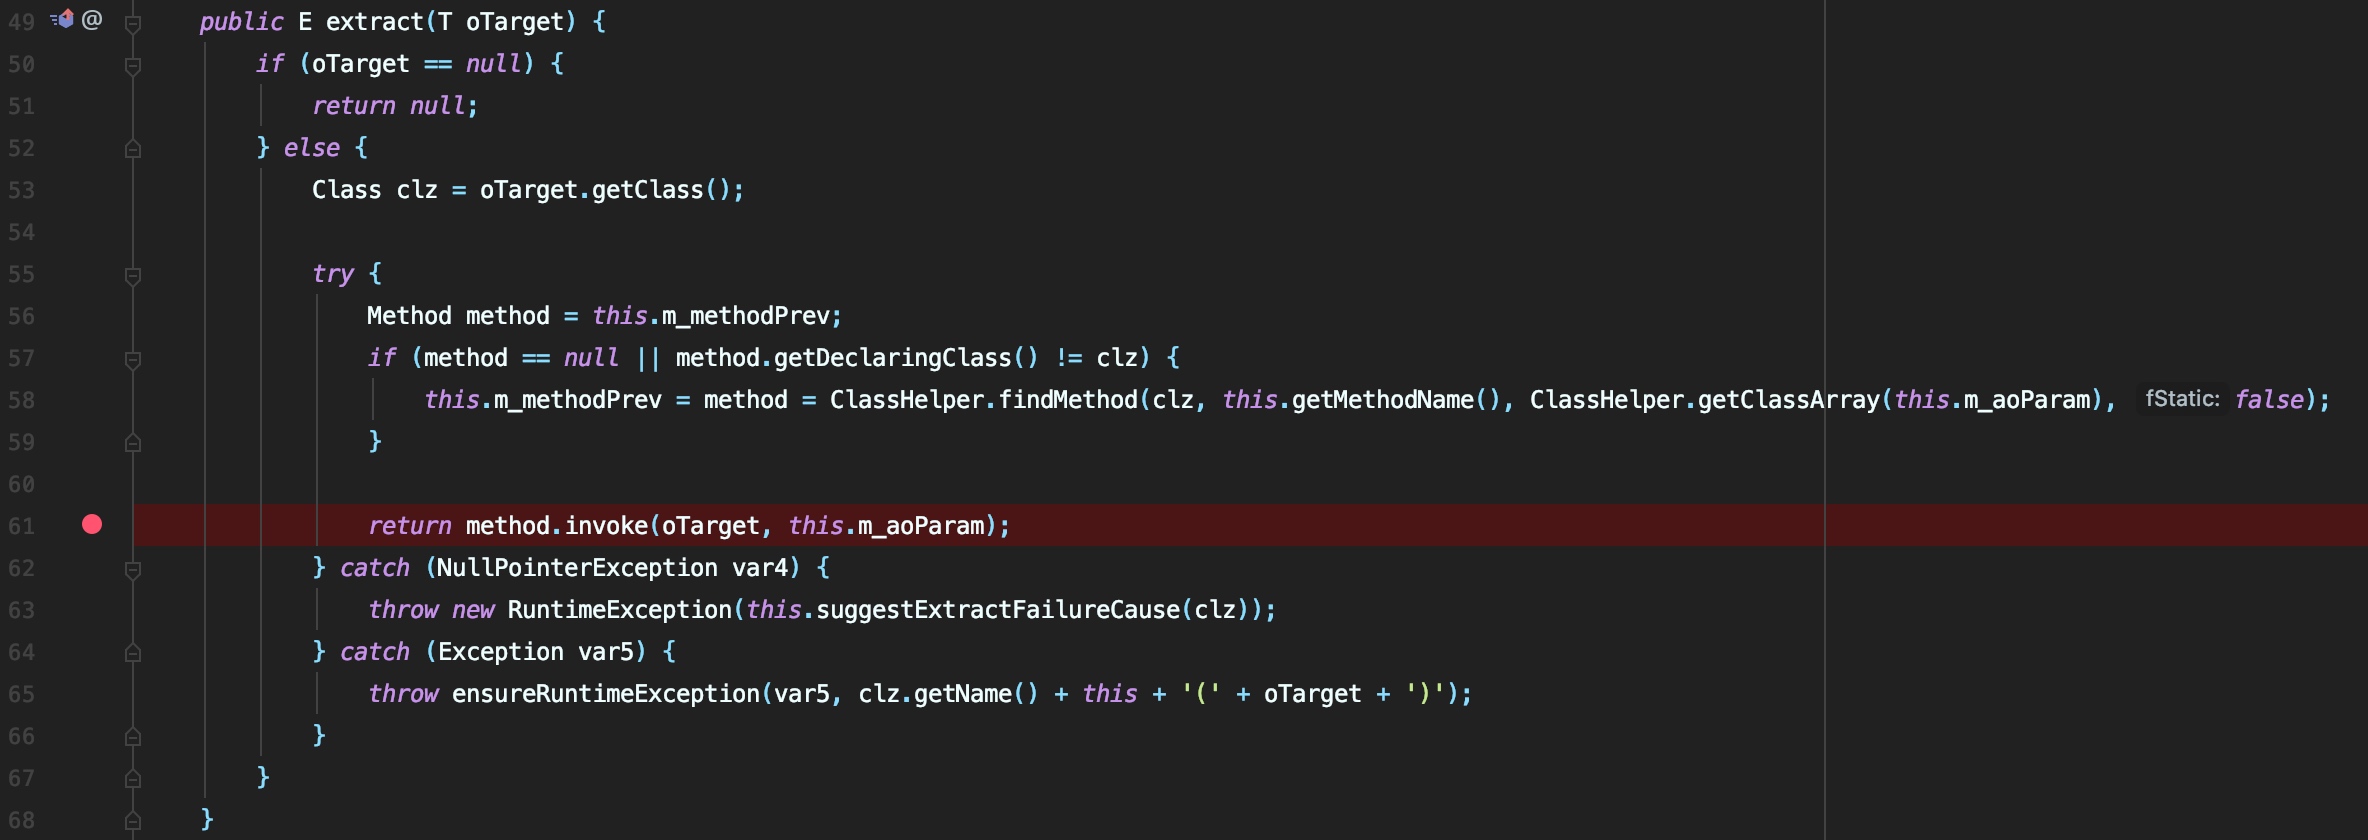 49 @ public E extract(T oTarget) {
50 if (oTarget == null) {
51 return null;
52 } else {
53 Class clz = oTarget.getClass();
54
55 try {
56 Method method = this.m_methodPrev;
57 if (method == null || method.getDeclaringClass() != clz) {
58 this.m_methodPrev = method = ClassHelper.findMethod(clz, this.getMethodName(), ClassHelper.getClassArray(this.m_aoParam), fStatic: false);
59 }
60
61 return method.invoke(oTarget, this.m_aoParam);
62 } catch (NullPointerException var4) {
63 throw new RuntimeException(this.suggestExtractFailureCause(clz));
64 } catch (Exception var5) {
65 throw ensureRuntimeException(var5, clz.getName() + this + '(' + oTarget + ')');
66 }
67 }
68 }